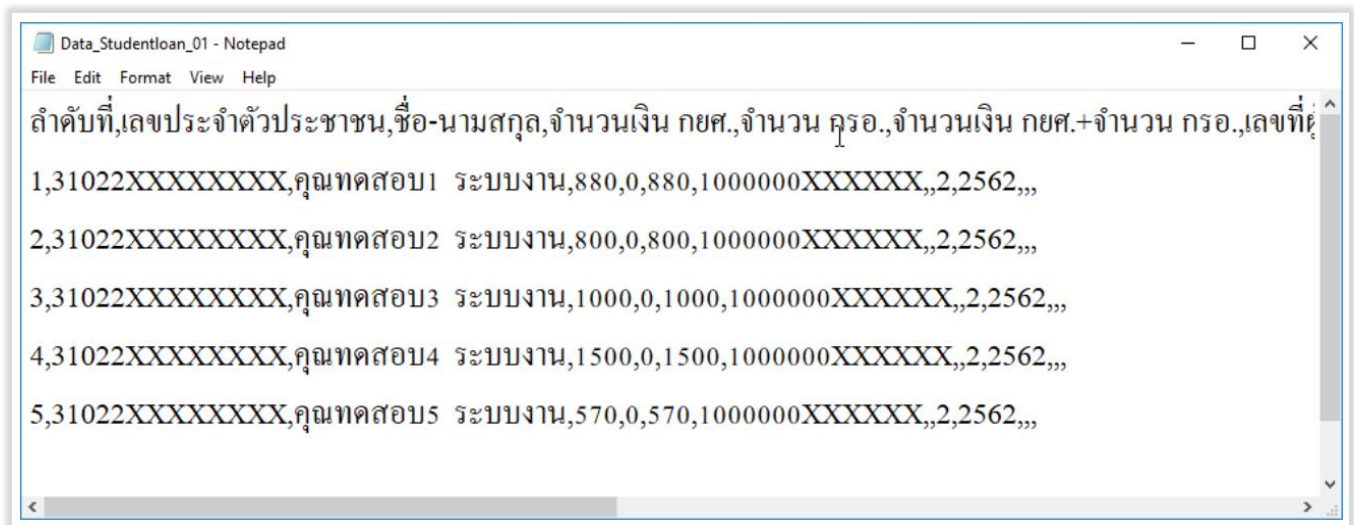 Data_Studentloan_01 - Notepad
File Edit Format View Help
ลำดับที่,เลขประจำตัวประชาชน,ชื่อ-นามสกุล,จำนวนเงิน กยศ.,จำนวน กรอ.,จำนวนเงิน กยศ.+จำนวน กรอ.,เลขที่ผู้
1,31022XXXXXXXX,คุณทดสอบ1 ระบบงาน,880,0,880,1000000XXXXXX,,2,2562,,,
2,31022XXXXXXXX,คุณทดสอบ2 ระบบงาน,800,0,800,1000000XXXXXX,,2,2562,,,
3,31022XXXXXXXX,คุณทดสอบ3 ระบบงาน,1000,0,1000,1000000XXXXXX,,2,2562,,,
4,31022XXXXXXXX,คุณทดสอบ4 ระบบงาน,1500,0,1500,1000000XXXXXX,,2,2562,,,
5,31022XXXXXXXX,คุณทดสอบ5 ระบบงาน,570,0,570,1000000XXXXXX,,2,2562,,,